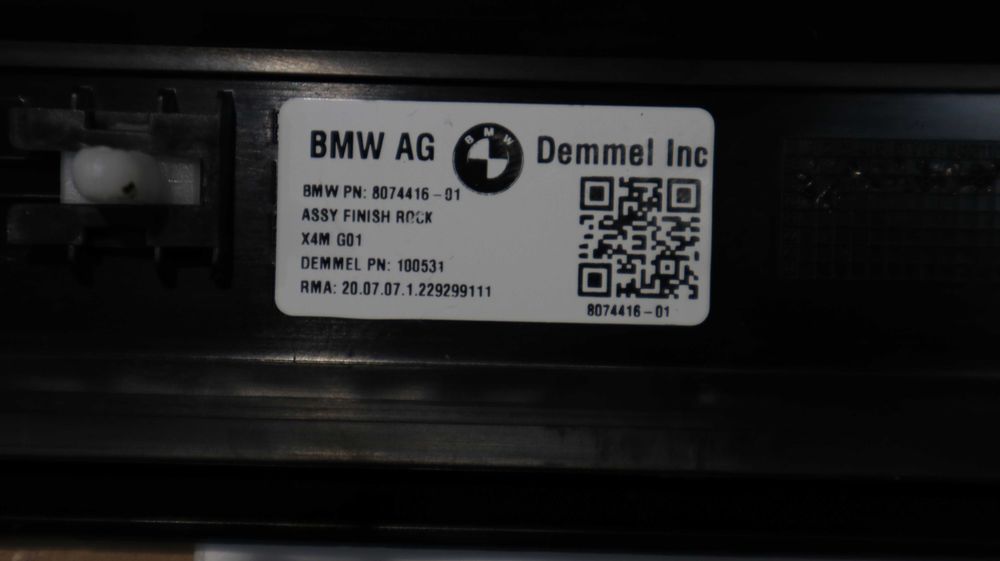 BMW AG BMW Demmel Inc
BMW PN: 8074416-01
ASSY FINISH ROCK
X4M G01
DEMMEL PN: 100531
RMA: 20.07.07.1.229299111
8074416-01